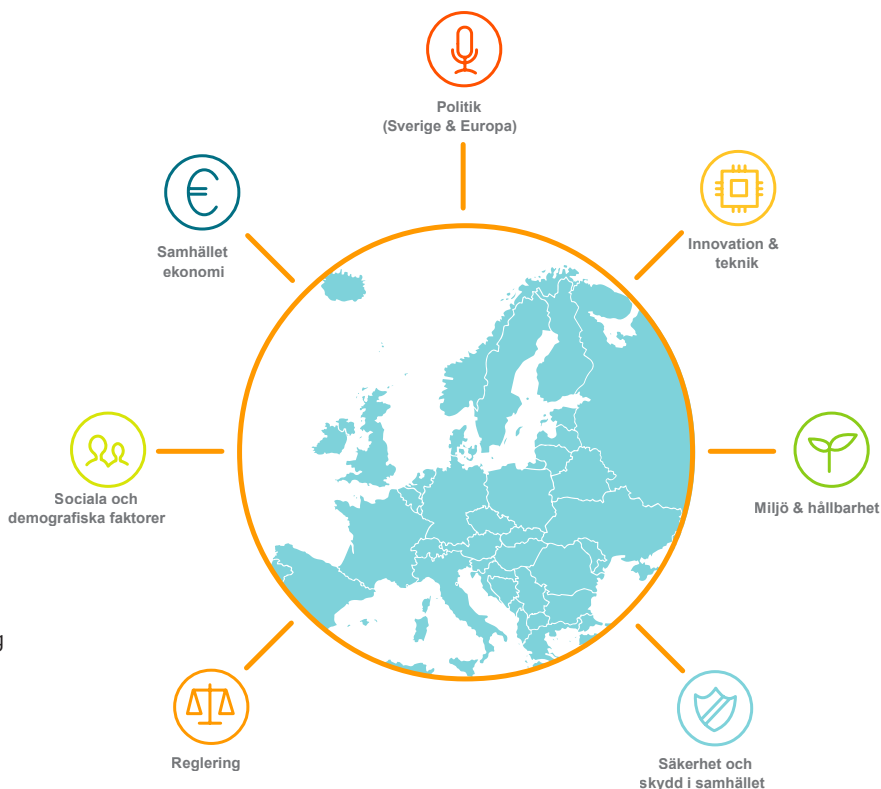 Politik
(Sverige & Europa)
Innovation &
teknik
Samhället
ekonomi
Sociala och
demografiska faktorer
Miljö & hållbarhet
g
Reglering
Säkerhet och
skydd i samhället